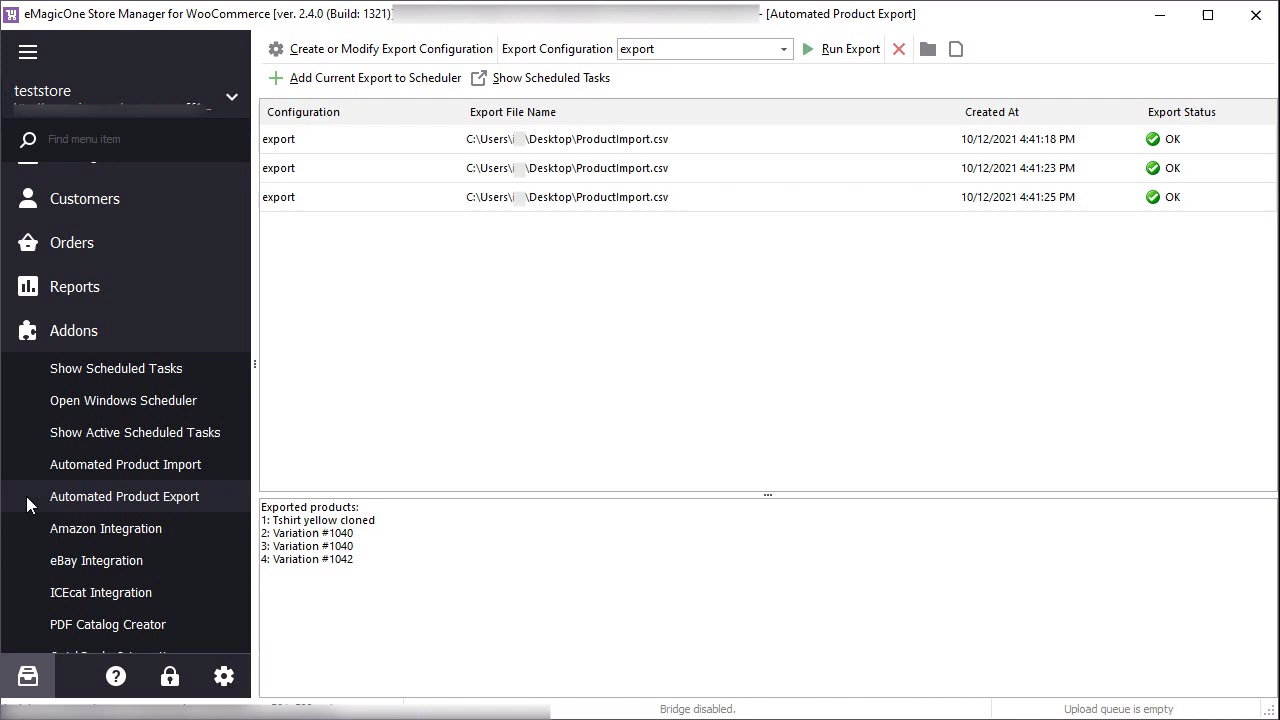 eMagicOne Store Manager for WooCommerce [ver. 2.4.0 (Build: 1321)] - [Automated Product Export]
teststore
Find menu item
Customers
Orders
Reports
Addons
Show Scheduled Tasks
Open Windows Scheduler
Show Active Scheduled Tasks
Automated Product Import
Automated Product Export
Amazon Integration
eBay Integration
ICEcat Integration
PDF Catalog Creator
Create or Modify Export Configuration Export Configuration export Run Export
Add Current Export to Scheduler Show Scheduled Tasks
Configuration Export File Name Created At Export Status
export C:\Users\ \Desktop\ProductImport.csv 10/12/2021 4:41:18 PM OK
export C:\Users\ \Desktop\ProductImport.csv 10/12/2021 4:41:23 PM OK
export C:\Users\ \Desktop\ProductImport.csv 10/12/2021 4:41:25 PM OK
Exported products:
1: Tshirt yellow cloned
2: Variation #1040
3: Variation #1040
4: Variation #1042
Bridge disabled. Upload queue is empty